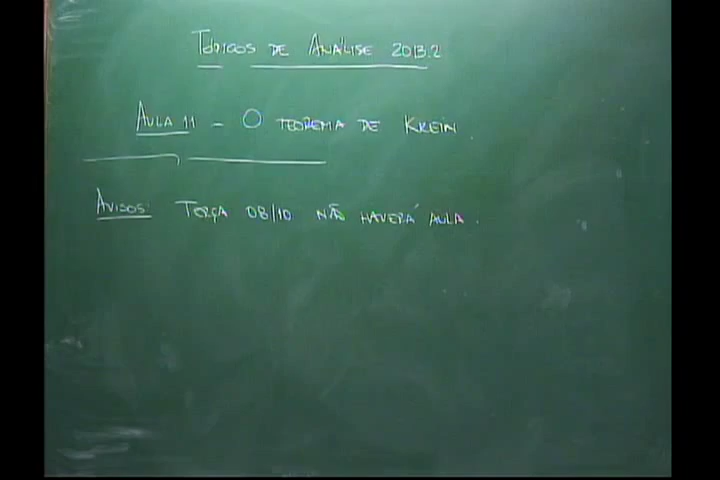 Tópicos de Análise 2013.2
Aula 11 - O teorema de Krein.
Avisos: Terça 08/10 não haverá aula.